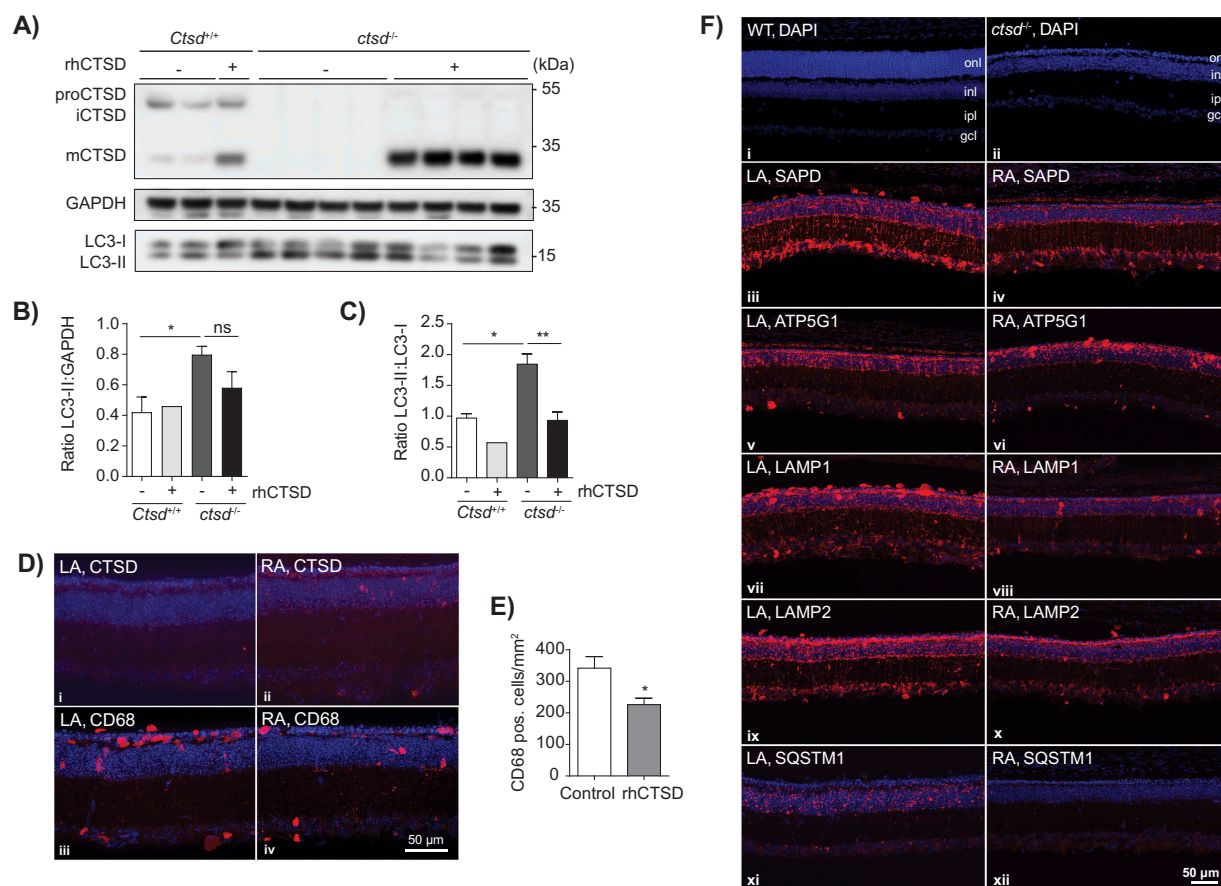 A)
Ctsd+/+ ctsd-/-
rhCTSD - + - + (kDa)
proCTSD
iCTSD
mCTSD
55
35
GAPDH
35
LC3-I
LC3-II
15
B)
Ratio LC3-II:GAPDH
1.0
0.8
0.6
0.4
0.2
0.0
* ns
- + - + rhCTSD
Ctsd+/+ ctsd-/-
C)
Ratio LC3-II:LC3-I
2.5
2.0
1.5
1.0
0.5
0.0
* **
- + - + rhCTSD
Ctsd+/+ ctsd-/-
D)
LA, CTSD
i
RA, CTSD
ii
LA, CD68
iii
RA, CD68
iv
50 µm
E)
CD68 pos. cells/mm2
400
300
200
100
0
*
Control rhCTSD
F)
WT, DAPI
onl
inl
ipl
gcl
i
ctsd-/-, DAPI
on
in
ip
gc
ii
LA, SAPD
iii
RA, SAPD
iv
LA, ATP5G1
v
RA, ATP5G1
vi
LA, LAMP1
vii
RA, LAMP1
viii
LA, LAMP2
ix
RA, LAMP2
x
LA, SQSTM1
xi
RA, SQSTM1
xii
50 µm